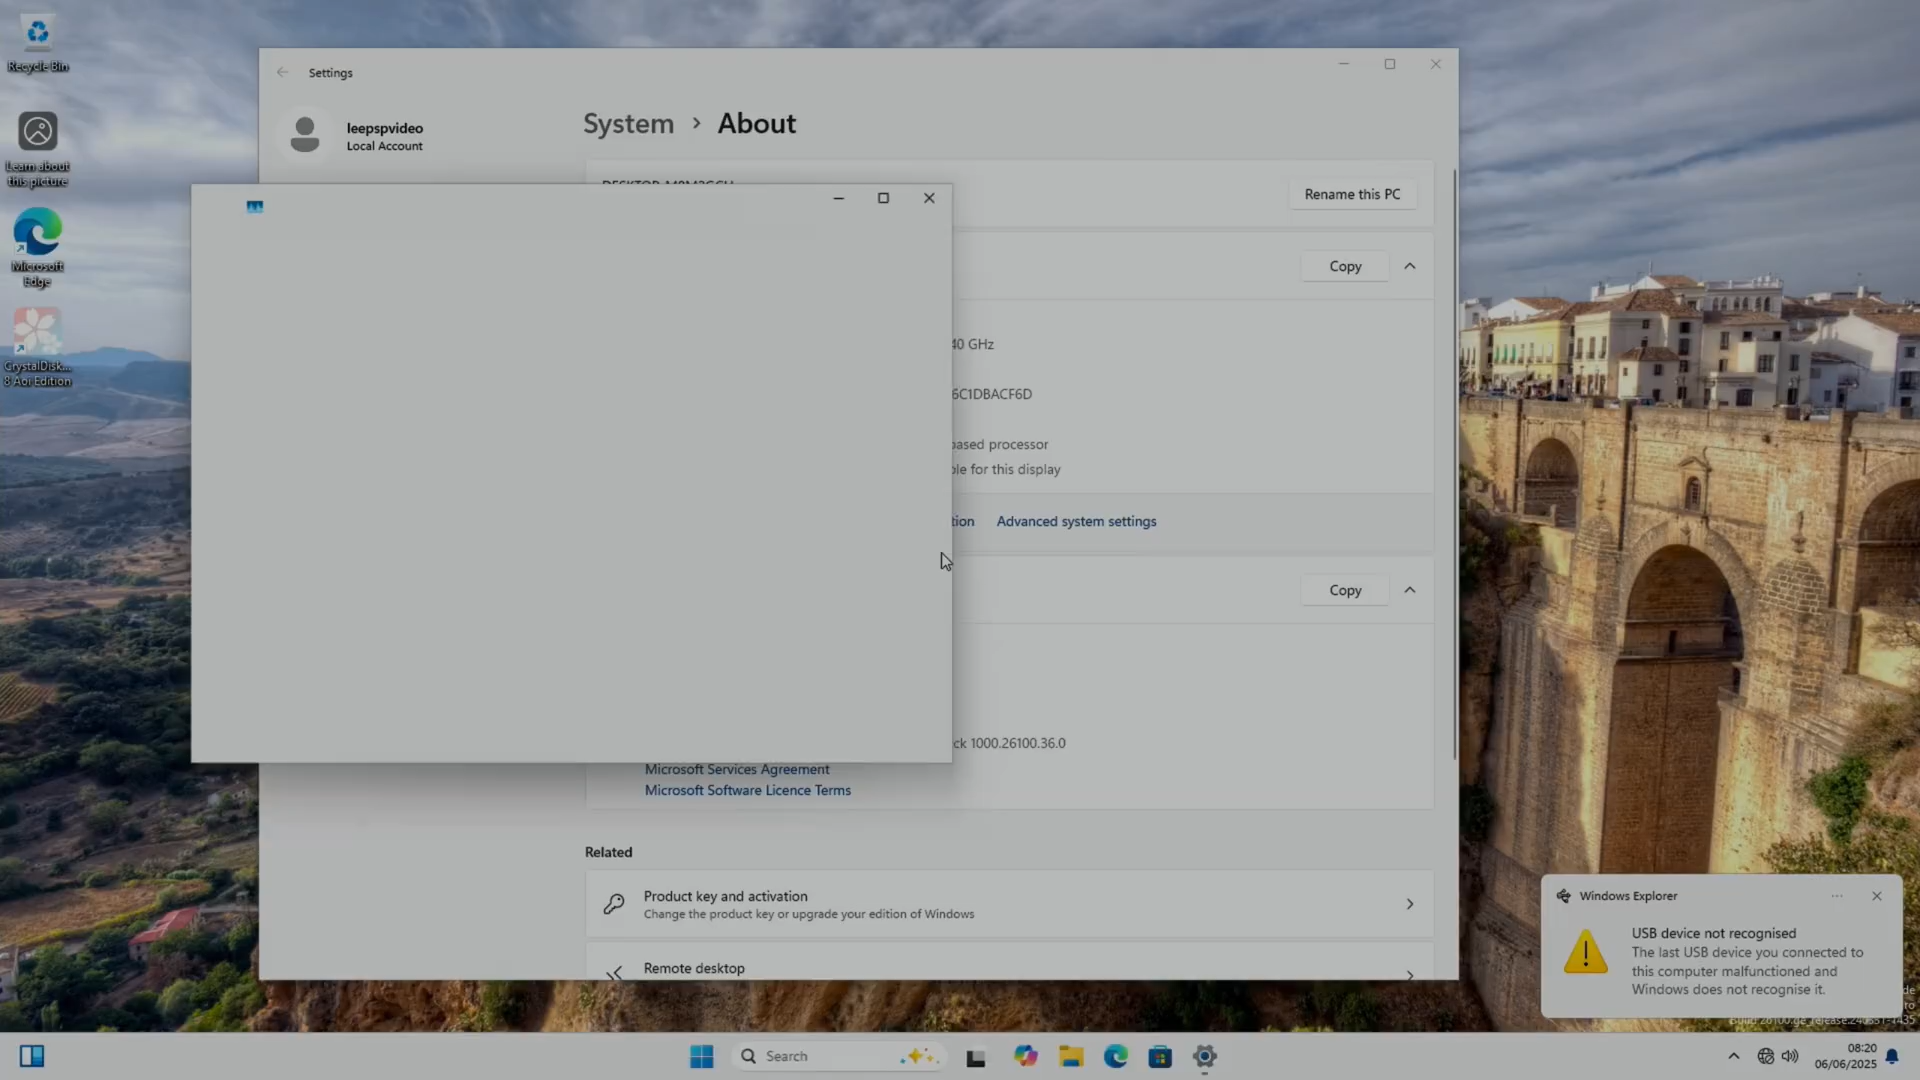 Recycle Bin
Learn about
this picture
Microsoft
Edge
CrystalDisk...
8 Aoi Edition
Settings
leepspvideo
Local Account
System > About
Rename this PC
Copy
40 GHz
6C1DBACF6D
based processor
ble for this display
tion
Advanced system settings
Copy
ck 1000.26100.36.0
Microsoft Services Agreement
Microsoft Software Licence Terms
Related
Product key and activation
Change the product key or upgrade your edition of Windows
Remote desktop
Windows Explorer
USB device not recognised
The last USB device you connected to
this computer malfunctioned and
Windows does not recognise it.
Search
08:20
06/06/2025